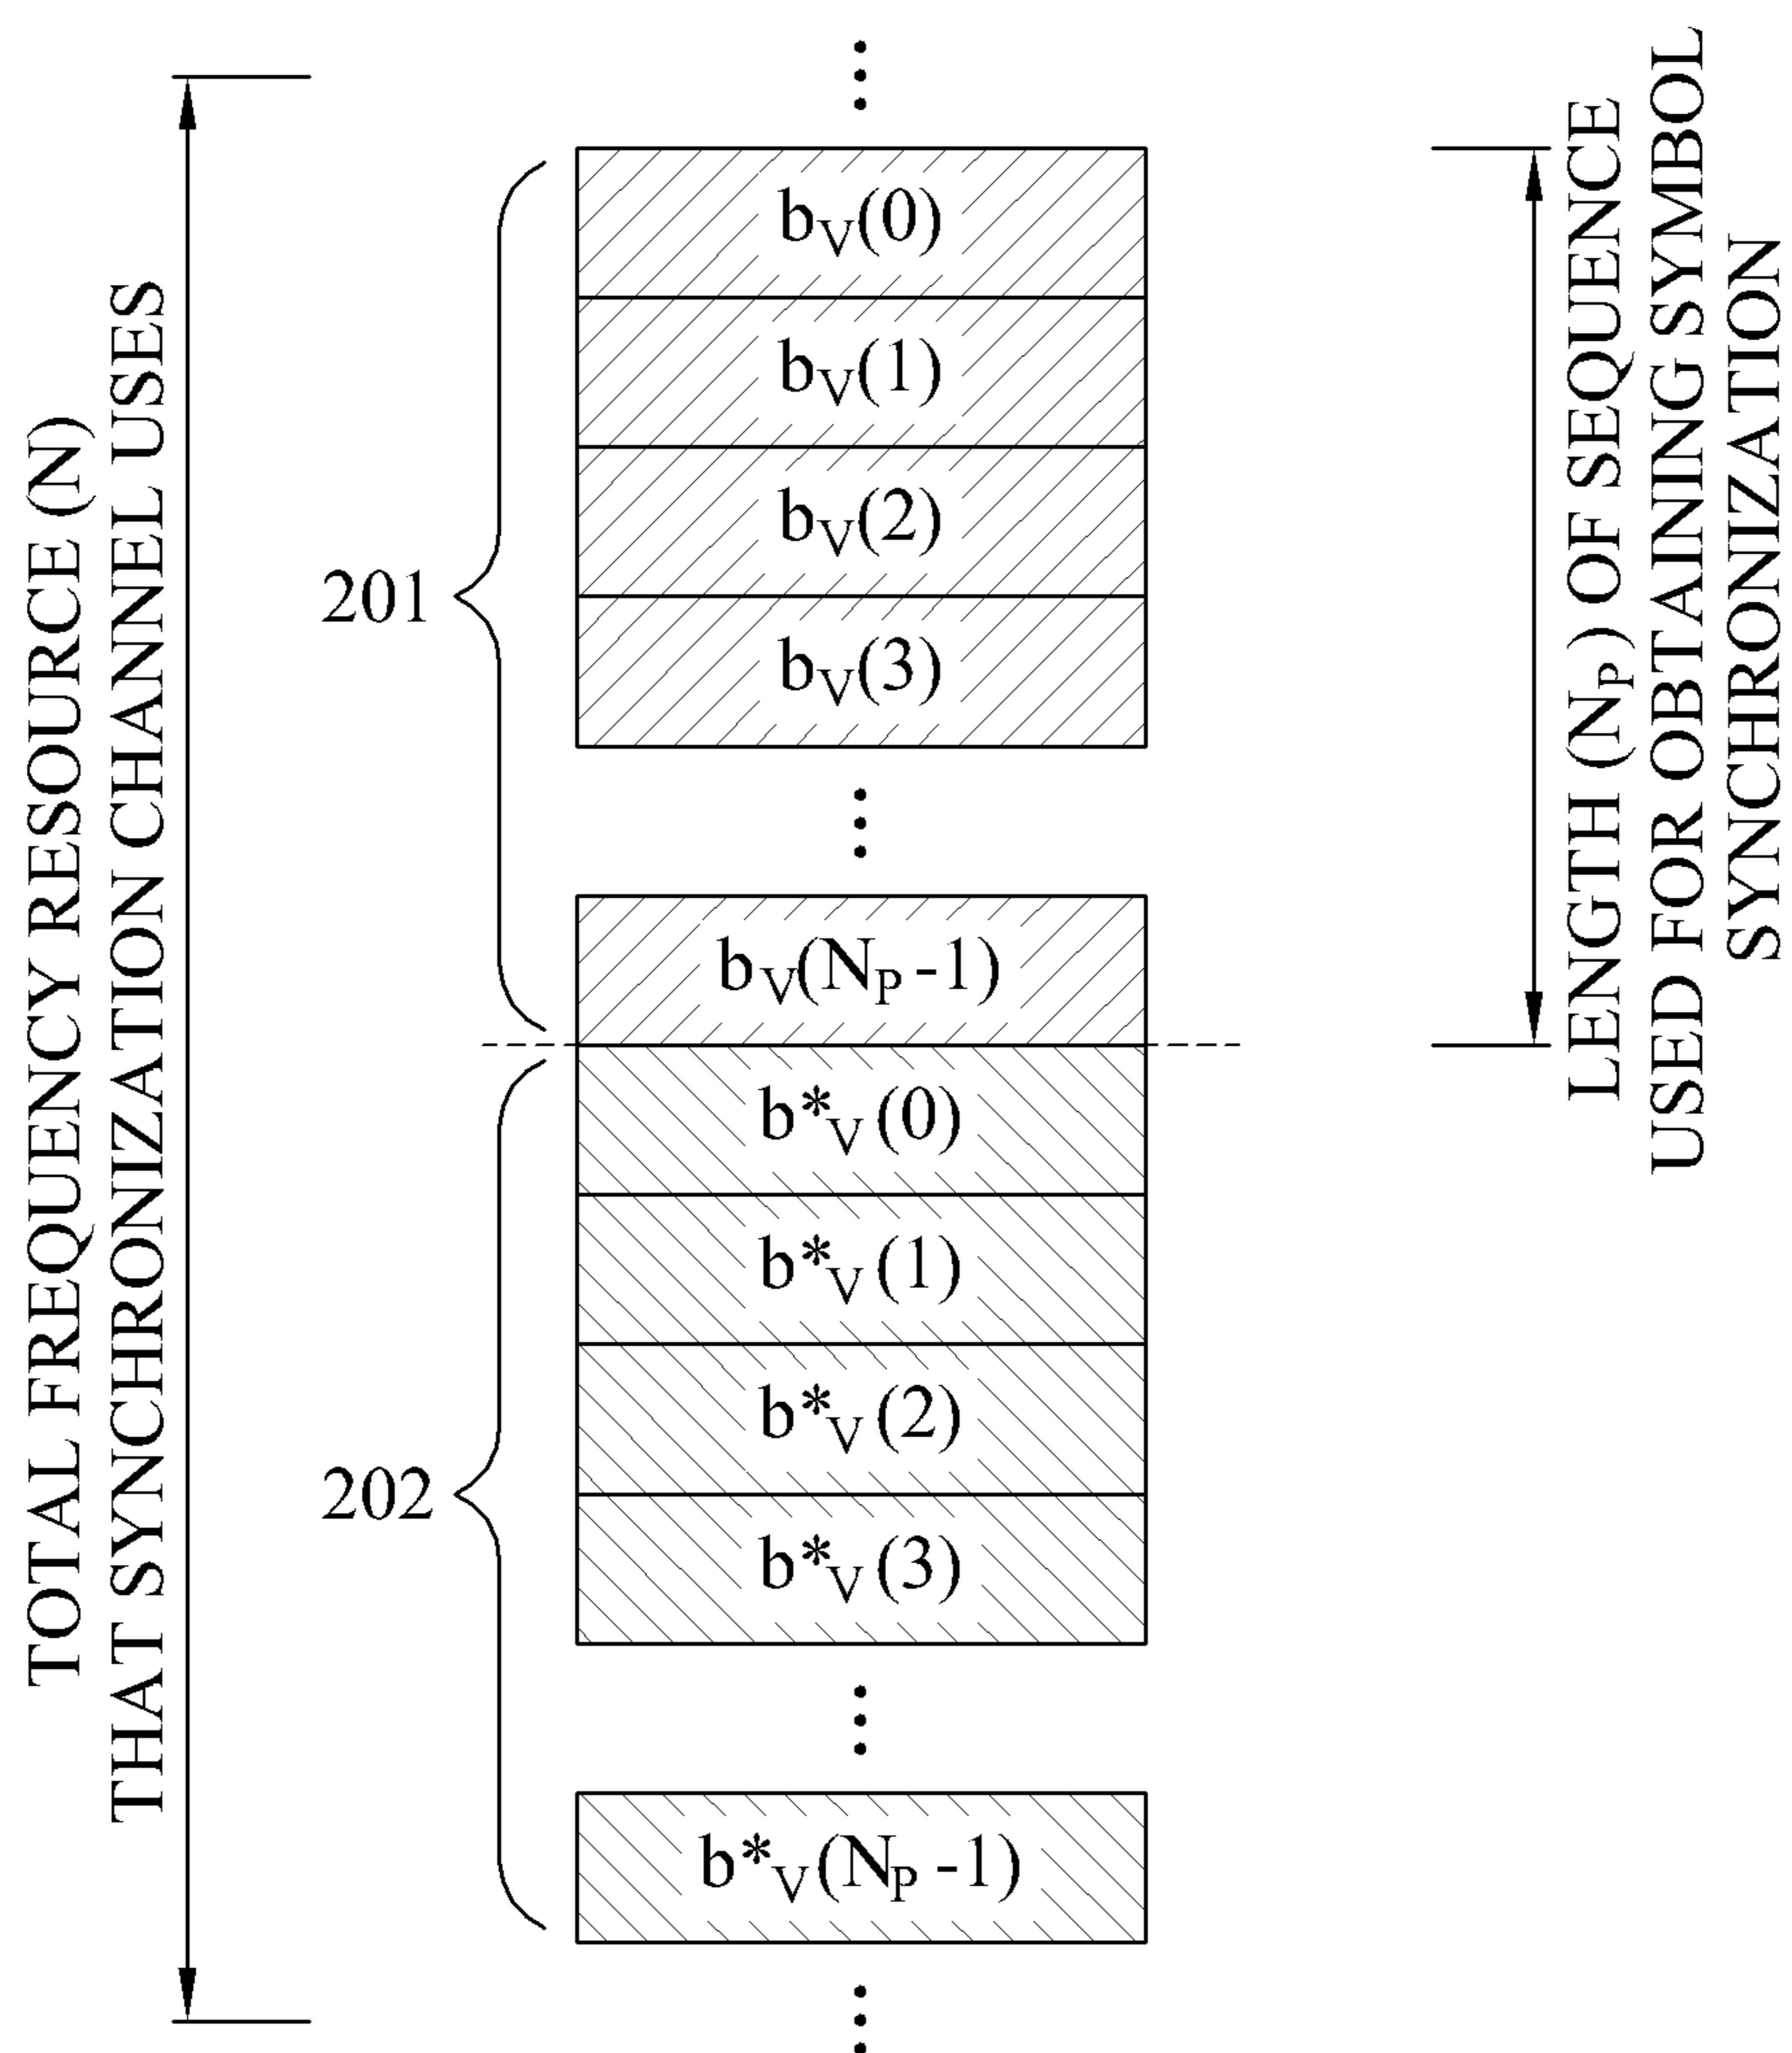 TOTAL FREQUENCY RESOURCE (N)
THAT SYNCHRONIZATION CHANNEL USES
201
202
b_V(0)
b_V(1)
b_V(2)
b_V(3)
b_V(N_P-1)
b*_V(0)
b*_V(1)
b*_V(2)
b*_V(3)
b*_V(N_P-1)
LENGTH (N_P) OF SEQUENCE
USED FOR OBTAINING SYMBOL
SYNCHRONIZATION